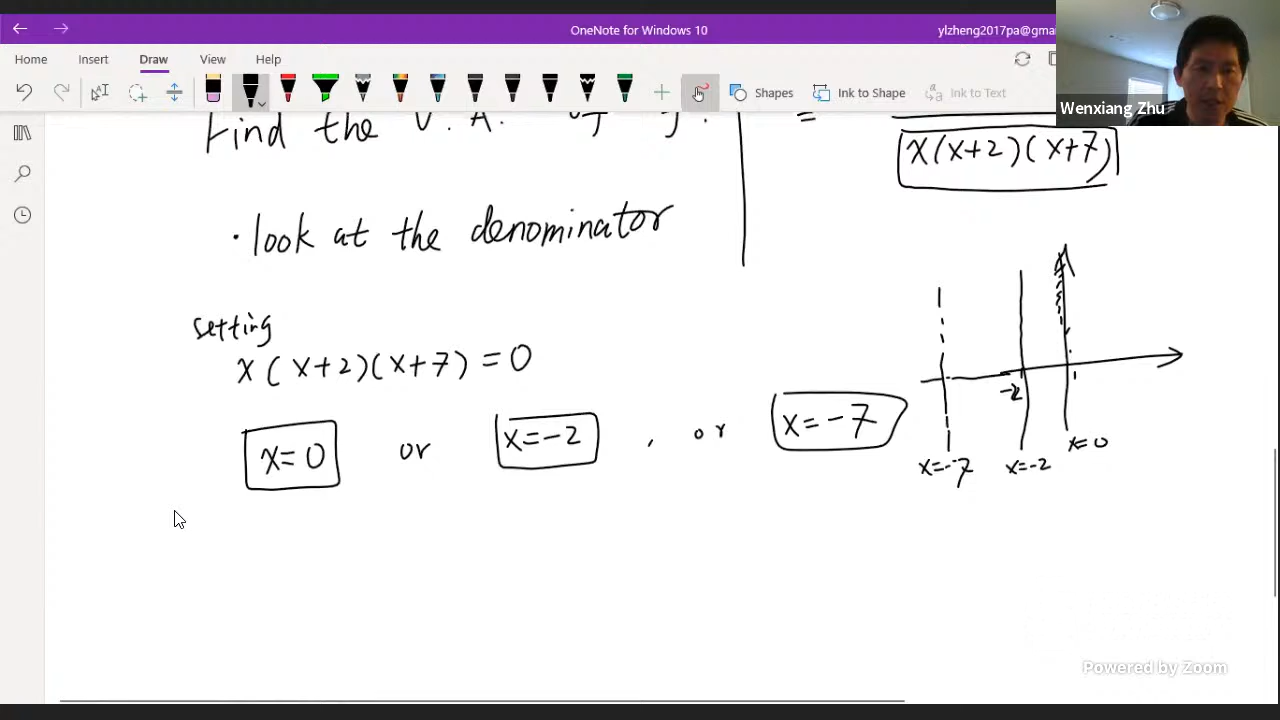 OneNote for Windows 10
ylzheng2017pa@gmai
Home Insert Draw View Help
Shapes Ink to Shape Ink to Text
Wenxiang Zhu
Find the V. A. of f.
=
x(x+2)(x+7)
· look at the denominator
setting
x(x+2)(x+7)=0
x=0 or x=-2 , or x=-7
-2
x=-7 x=-2 x=0
Powered by Zoom